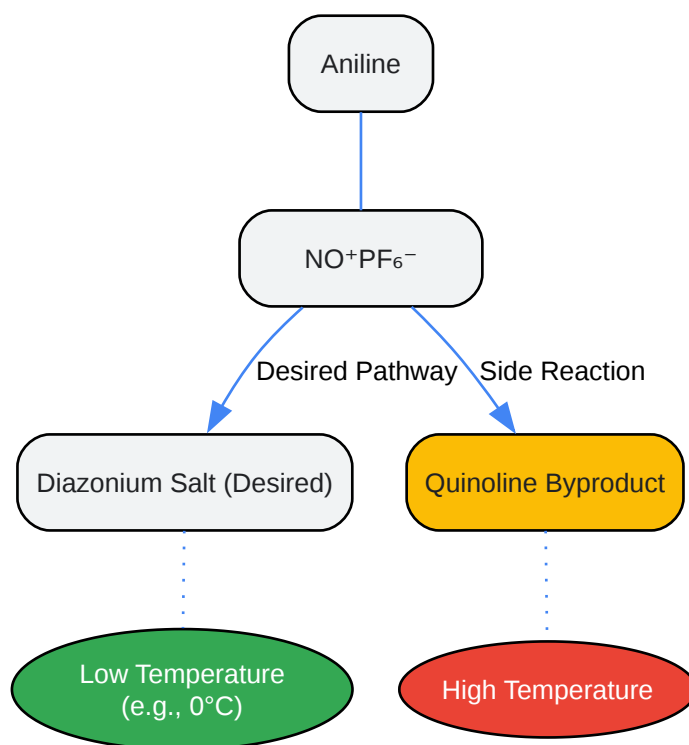 Aniline
NO⁺PF₆⁻
Desired Pathway
Side Reaction
Diazonium Salt (Desired)
Quinoline Byproduct
Low Temperature
(e.g., 0°C)
High Temperature